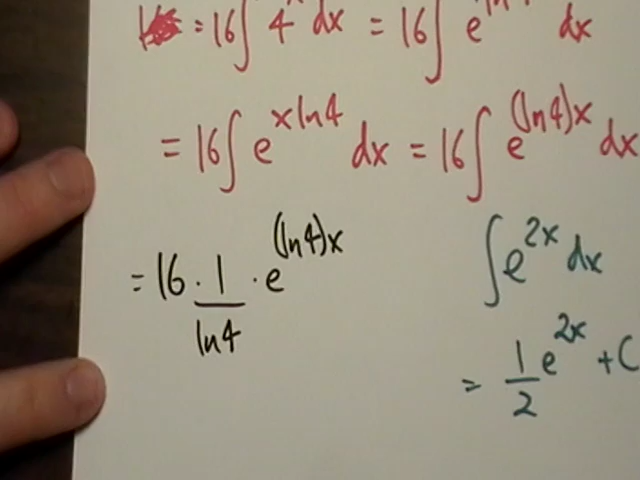 = 16 ∫ 4^x dx = 16 ∫ e dx
= 16 ∫ e^(x ln4) dx = 16 ∫ e^((ln4)x) dx
= 16 · 1/ln4 · e^((ln4)x)
∫ e^(2x) dx
= 1/2 e^(2x) + C